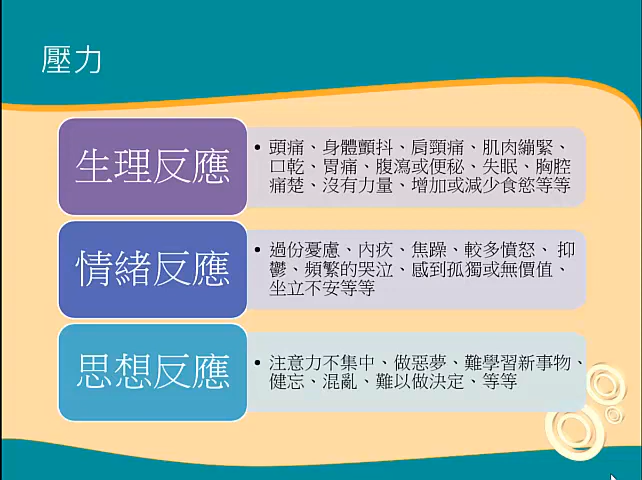 壓力
生理反應
• 頭痛、身體顫抖、肩頸痛、肌肉繃緊、
口乾、胃痛、腹瀉或便秘、失眠、胸腔
痛楚、沒有力量、增加或減少食慾等等
情緒反應
• 過份憂慮、內疚、焦躁、較多憤怒、抑
鬱、頻繁的哭泣、感到孤獨或無價值、
坐立不安等等
思想反應
• 注意力不集中、做惡夢、難學習新事物、
健忘、混亂、難以做決定、等等